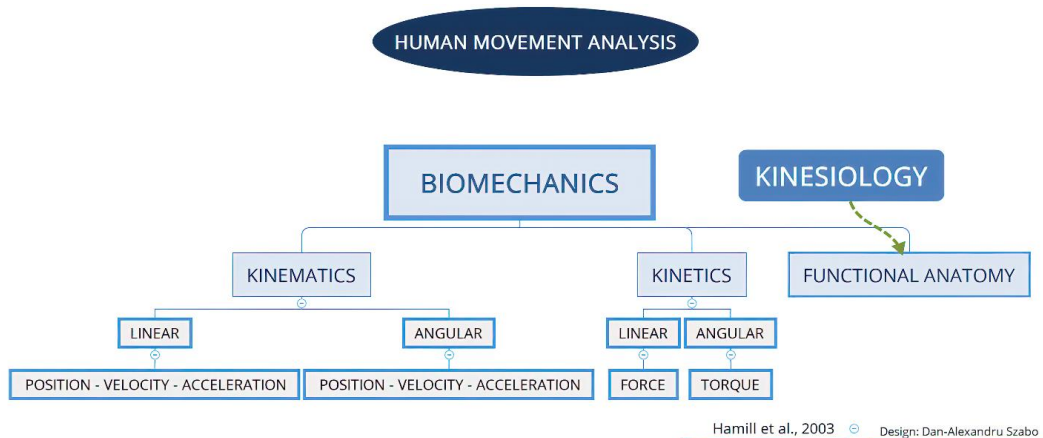 HUMAN MOVEMENT ANALYSIS
BIOMECHANICS
KINESIOLOGY
KINEMATICS
KINETICS
FUNCTIONAL ANATOMY
LINEAR
ANGULAR
LINEAR
ANGULAR
POSITION - VELOCITY - ACCELERATION
POSITION - VELOCITY - ACCELERATION
FORCE
TORQUE
Hamill et al., 2003
Design: Dan-Alexandru Szabo